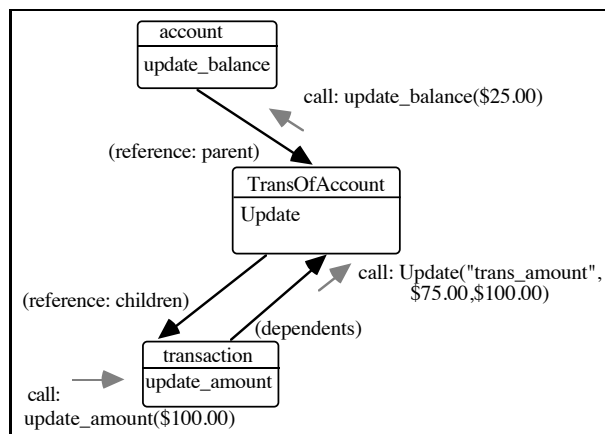 account
update_balance
call: update_balance($25.00)
(reference: parent)
TransOfAccount
Update
call: Update("trans_amount",
$75.00,$100.00)
(reference: children)
(dependents)
transaction
update_amount
call:
update_amount($100.00)